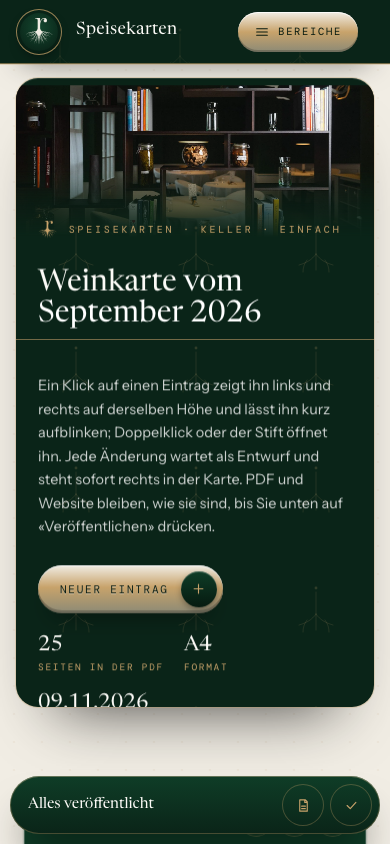 r
Speisekarten
BEREICHE
r
SPEISEKARTEN · KELLER · EINFACH
Weinkarte vom
September 2026
Ein Klick auf einen Eintrag zeigt ihn links und
rechts auf derselben Höhe und lässt ihn kurz
aufblinken; Doppelklick oder der Stift öffnet
ihn. Jede Änderung wartet als Entwurf und
steht sofort rechts in der Karte. PDF und
Website bleiben, wie sie sind, bis Sie unten auf
«Veröffentlichen» drücken.
NEUER EINTRAG
25 A4
SEITEN IN DER PDF FORMAT
09.11.2026
Alles veröffentlicht